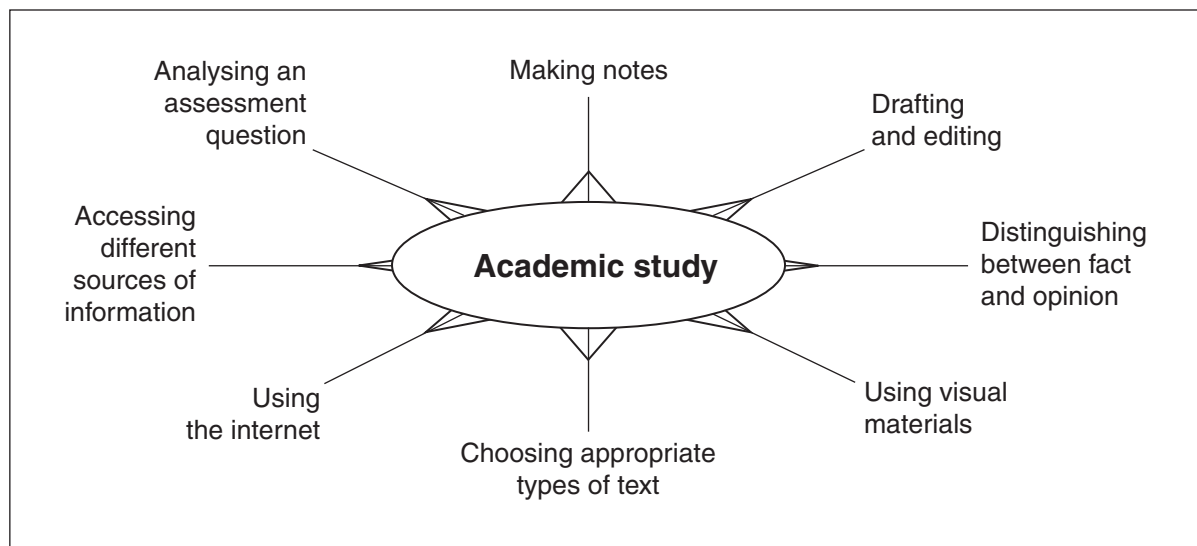 Analysing an
assessment
question
Making notes
Drafting
and editing
Accessing
different
sources of
information
Academic study
Distinguishing
between fact
and opinion
Using
the internet
Choosing appropriate
types of text
Using visual
materials